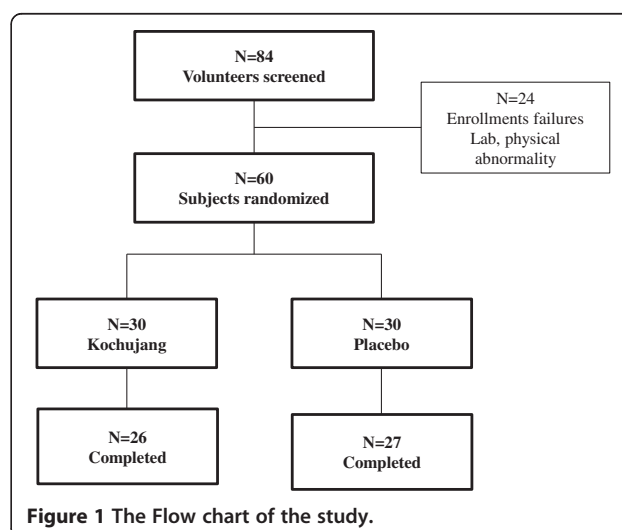 N=84
Volunteers screened
N=24
Enrollments failures
Lab, physical
abnormality
N=60
Subjects randomized
N=30
Kochujang
N=30
Placebo
N=26
Completed
N=27
Completed
Figure 1 The Flow chart of the study.